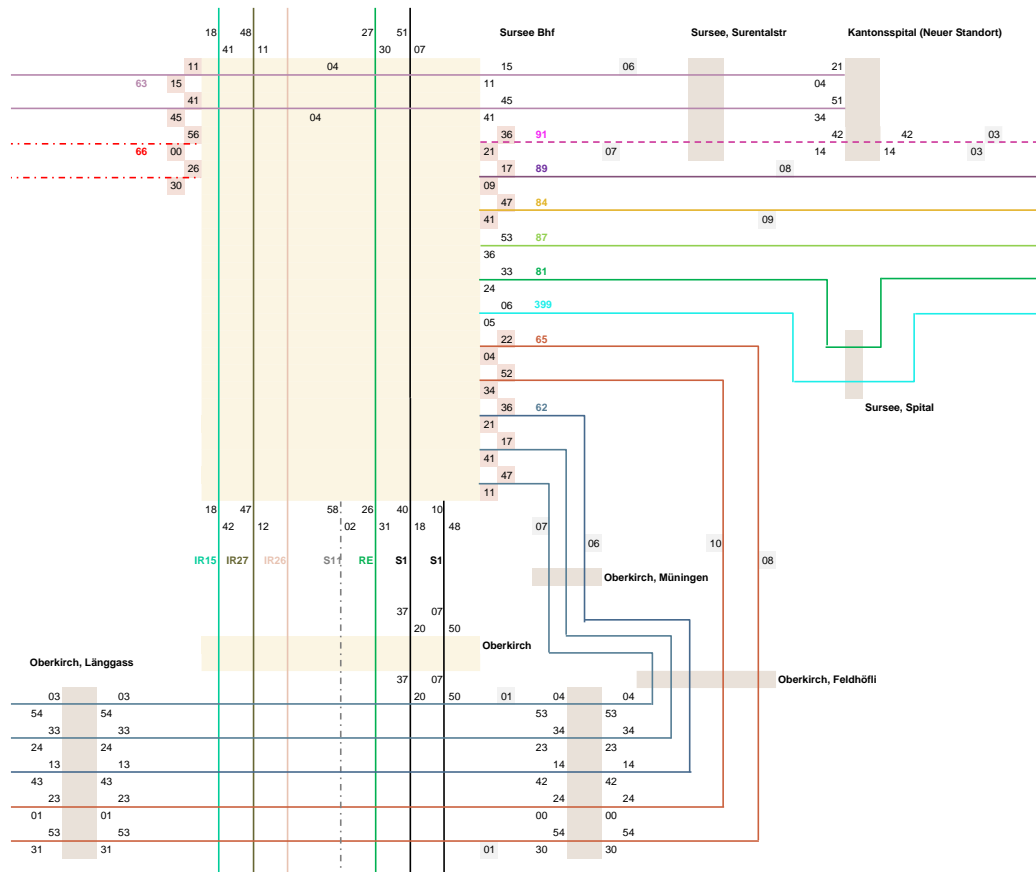 18 48 27 51 Sursee Bhf Sursee, Surentalstr Kantonsspital (Neuer Standort)
41 11 30 07
11 04 15 06 21
63 15 11 04
41 45 51
45 04 41 34
56 36 91 42 42 03
66 00 21 07 14 14 03
26 17 89 08
30 09
47 84
41 09
53 87
36
33 81
24
06 399
05
22 65
04
52
34
36 62 Sursee, Spital
21
17
41
47
11
18 47 58 26 40 10
42 12 02 31 18 48 07
06 10
IR15 IR27 IR26 S11 RE S1 S1 08
Oberkirch, Müningen
37 07
20 50
Oberkirch
Oberkirch, Länggass
37 07 Oberkirch, Feldhöfli
03 03 20 50 01 04 04
54 54 53 53
33 33 34 34
24 24 23 23
13 13 14 14
43 43 42 42
23 23 24 24
01 01 00 00
53 53 54 54
31 31 01 30 30